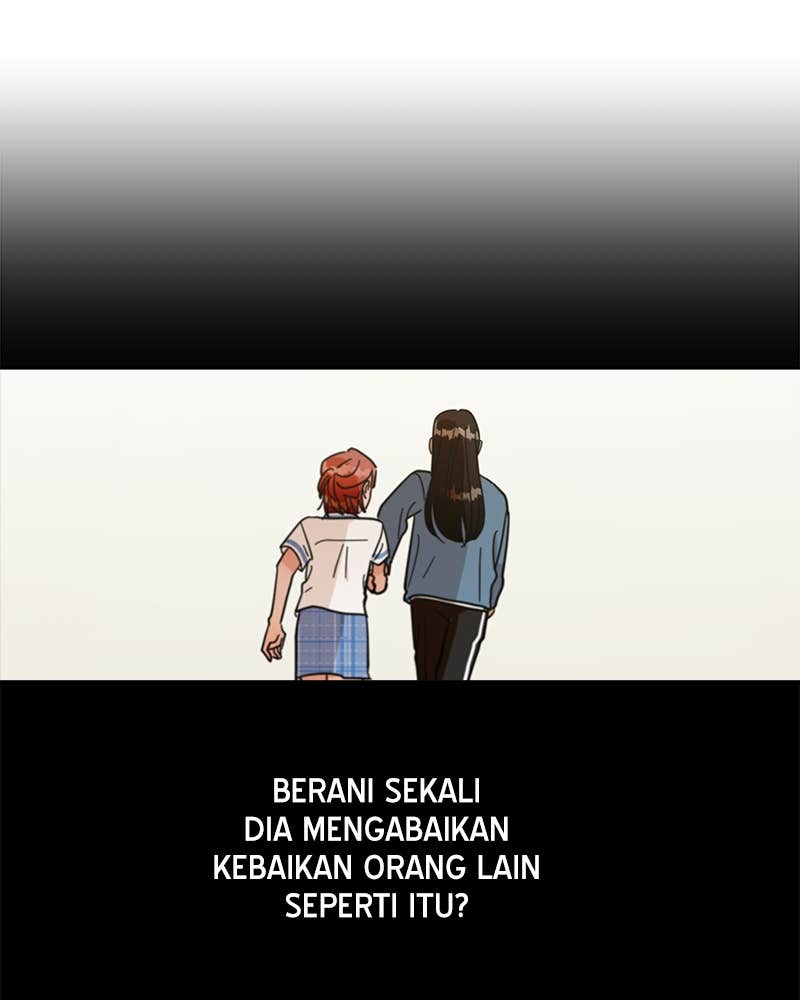 BERANI SEKALI
DIA MENGABAIKAN
KEBAIKAN ORANG LAIN
SEPERTI ITU?